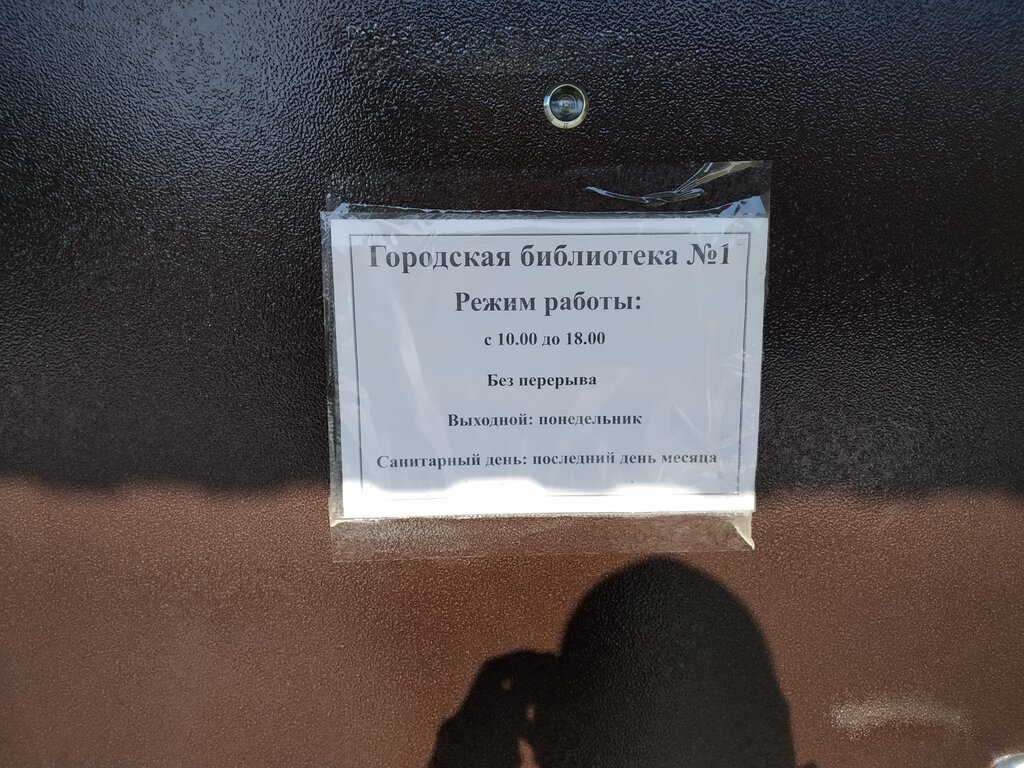 Городская библиотека №1
Режим работы:
с 10.00 до 18.00
Без перерыва
Выходной: понедельник
Санитарный день: последний день месяца